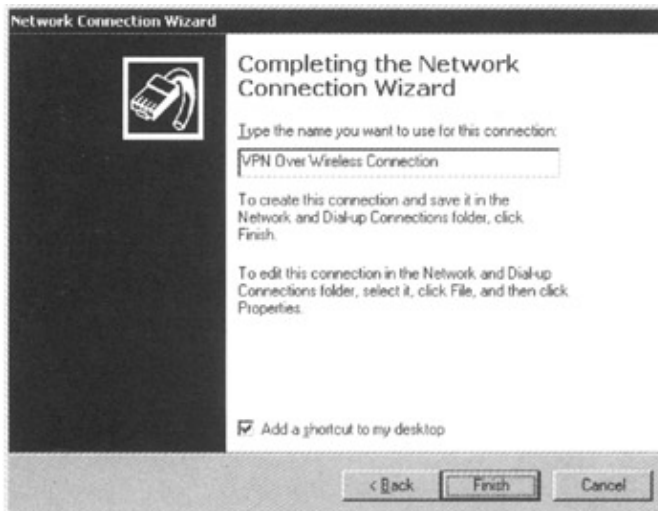 Network Connection Wizard
Completing the Network
Connection Wizard
Type the name you want to use for this connection:
VPN Over Wireless Connection
To create this connection and save it in the
Network and Dial-up Connections folder, click
Finish.
To edit this connection in the Network and Dial-up
Connections folder, select it, click File, and then click
Properties.
Add a shortcut to my desktop
< Back
Finish
Cancel